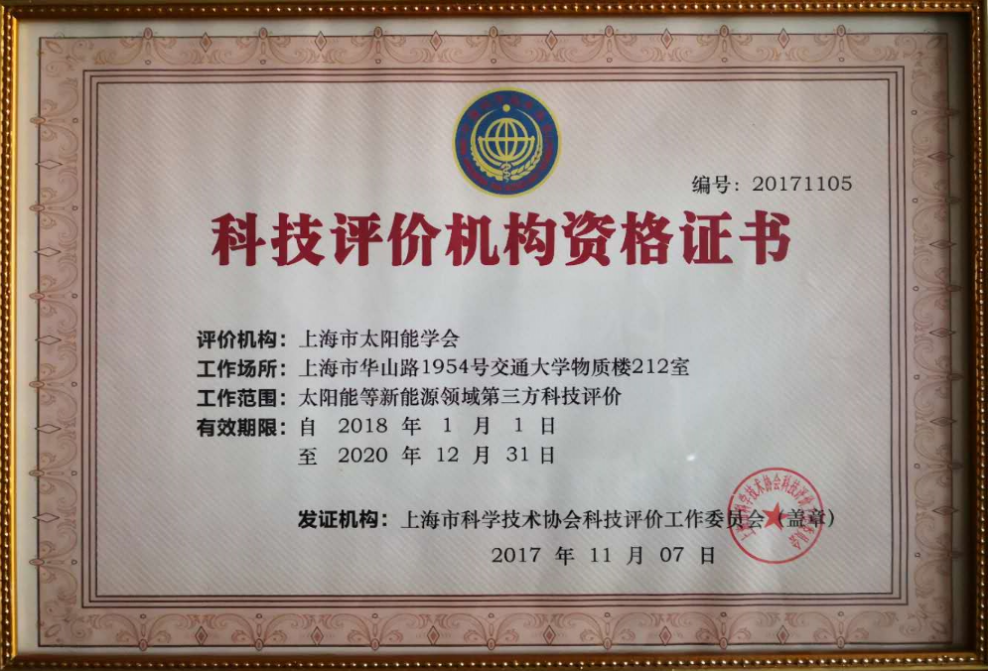 编号：20171105
科技评价机构资格证书
评价机构：上海市太阳能学会
工作场所：上海市华山路1954号交通大学物质楼212室
工作范围：太阳能等新能源领域第三方科技评价
有效期限：自 2018 年 1 月 1 日
至 2020 年 12 月 31 日
发证机构：上海市科学技术协会科技评价工作委员会（盖章）
2017 年 11 月 07 日